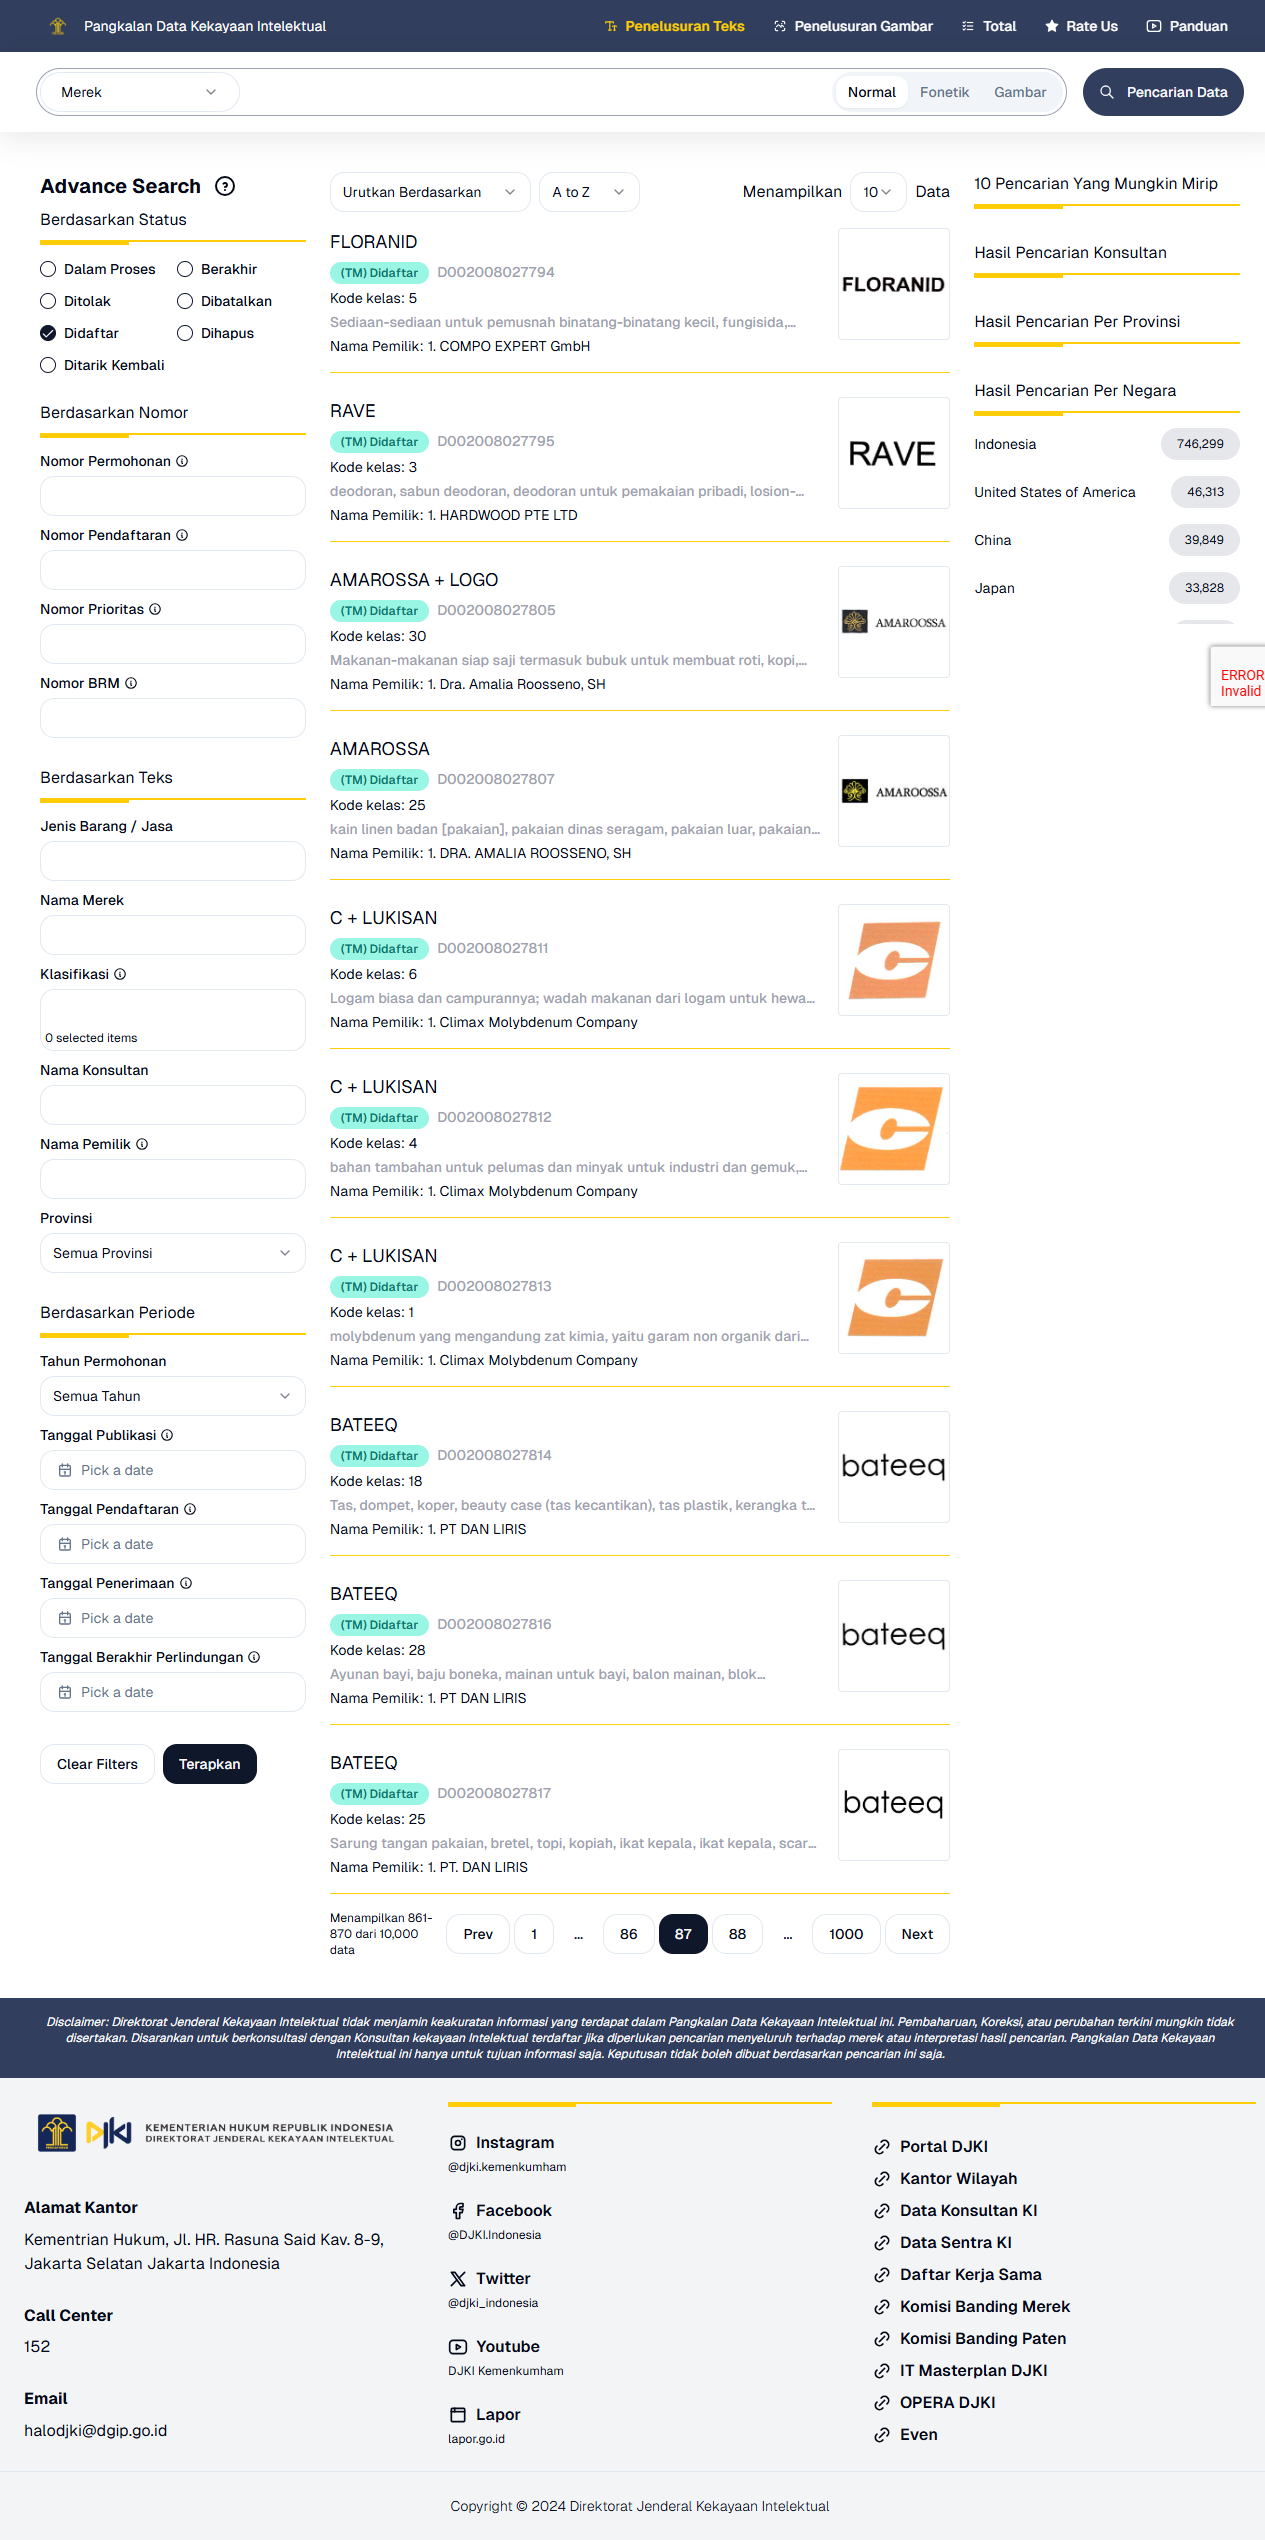 Pangkalan Data Kekayaan Intelektual
Penelusuran Teks
Penelusuran Gambar
Total
Rate Us
Panduan
Merek
Normal
Fonetik
Gambar
Pencarian Data
Advance Search
Berdasarkan Status
Dalam Proses
Berakhir
Ditolak
Dibatalkan
Didaftar
Dihapus
Ditarik Kembali
Berdasarkan Nomor
Nomor Permohonan
Nomor Pendaftaran
Nomor Prioritas
Nomor BRM
Berdasarkan Teks
Jenis Barang / Jasa
Nama Merek
Klasifikasi
0 selected items
Nama Konsultan
Nama Pemilik
Provinsi
Semua Provinsi
Berdasarkan Periode
Tahun Permohonan
Semua Tahun
Tanggal Publikasi
Pick a date
Tanggal Pendaftaran
Pick a date
Tanggal Penerimaan
Pick a date
Tanggal Berakhir Perlindungan
Pick a date
Clear Filters
Terapkan
Urutkan Berdasarkan
A to Z
Menampilkan
10
Data
FLORANID
(TM) Didaftar D002008027794
Kode kelas: 5
Sediaan-sediaan untuk pemusnah binatang-binatang kecil, fungisida,...
Nama Pemilik: 1. COMPO EXPERT GmbH
FLORANID
RAVE
(TM) Didaftar D002008027795
Kode kelas: 3
deodoran, sabun deodoran, deodoran untuk pemakaian pribadi, losion-...
Nama Pemilik: 1. HARDWOOD PTE LTD
RAVE
AMAROSSA + LOGO
(TM) Didaftar D002008027805
Kode kelas: 30
Makanan-makanan siap saji termasuk bubuk untuk membuat roti, kopi,...
Nama Pemilik: 1. Dra. Amalia Roosseno, SH
AMAROOSSA
AMAROSSA
(TM) Didaftar D002008027807
Kode kelas: 25
kain linen badan [pakaian], pakaian dinas seragam, pakaian luar, pakaian...
Nama Pemilik: 1. DRA. AMALIA ROOSSENO, SH
AMAROOSSA
C + LUKISAN
(TM) Didaftar D002008027811
Kode kelas: 6
Logam biasa dan campurannya; wadah makanan dari logam untuk hewa...
Nama Pemilik: 1. Climax Molybdenum Company
C
C + LUKISAN
(TM) Didaftar D002008027812
Kode kelas: 4
bahan tambahan untuk pelumas dan minyak untuk industri dan gemuk,...
Nama Pemilik: 1. Climax Molybdenum Company
C
C + LUKISAN
(TM) Didaftar D002008027813
Kode kelas: 1
molybdenum yang mengandung zat kimia, yaitu garam non organik dari...
Nama Pemilik: 1. Climax Molybdenum Company
C
BATEEQ
(TM) Didaftar D002008027814
Kode kelas: 18
Tas, dompet, koper, beauty case (tas kecantikan), tas plastik, kerangka t...
Nama Pemilik: 1. PT DAN LIRIS
bateeq
BATEEQ
(TM) Didaftar D002008027816
Kode kelas: 28
Ayunan bayi, baju boneka, mainan untuk bayi, balon mainan, blok...
Nama Pemilik: 1. PT DAN LIRIS
bateeq
BATEEQ
(TM) Didaftar D002008027817
Kode kelas: 25
Sarung tangan pakaian, bretel, topi, kopiah, ikat kepala, ikat kepala, scar...
Nama Pemilik: 1. PT. DAN LIRIS
bateeq
Menampilkan 861-
870 dari 10,000
data
Prev
1
...
86
87
88
...
1000
Next
10 Pencarian Yang Mungkin Mirip
Hasil Pencarian Konsultan
Hasil Pencarian Per Provinsi
Hasil Pencarian Per Negara
Indonesia 746,299
United States of America 46,313
China 39,849
Japan 33,828
ERROR
Invalid
Disclaimer: Direktorat Jenderal Kekayaan Intelektual tidak menjamin keakuratan informasi yang terdapat dalam Pangkalan Data Kekayaan Intelektual ini. Pembaharuan, Koreksi, atau perubahan terkini mungkin tidak
disertakan. Disarankan untuk berkonsultasi dengan Konsultan kekayaan Intelektual terdaftar jika diperlukan pencarian menyeluruh terhadap merek atau interpretasi hasil pencarian. Pangkalan Data Kekayaan
Intelektual ini hanya untuk tujuan informasi saja. Keputusan tidak boleh dibuat berdasarkan pencarian ini saja.
KEMENTERIAN HUKUM REPUBLIK INDONESIA
DIREKTORAT JENDERAL KEKAYAAN INTELEKTUAL
Alamat Kantor
Kementrian Hukum, Jl. HR. Rasuna Said Kav. 8-9,
Jakarta Selatan Jakarta Indonesia
Call Center
152
Email
halodjki@dgip.go.id
Instagram
@djki.kemenkumham
Facebook
@DJKI.Indonesia
Twitter
@djki_indonesia
Youtube
DJKI Kemenkumham
Lapor
lapor.go.id
Portal DJKI
Kantor Wilayah
Data Konsultan KI
Data Sentra KI
Daftar Kerja Sama
Komisi Banding Merek
Komisi Banding Paten
IT Masterplan DJKI
OPERA DJKI
Even
Copyright © 2024 Direktorat Jenderal Kekayaan Intelektual